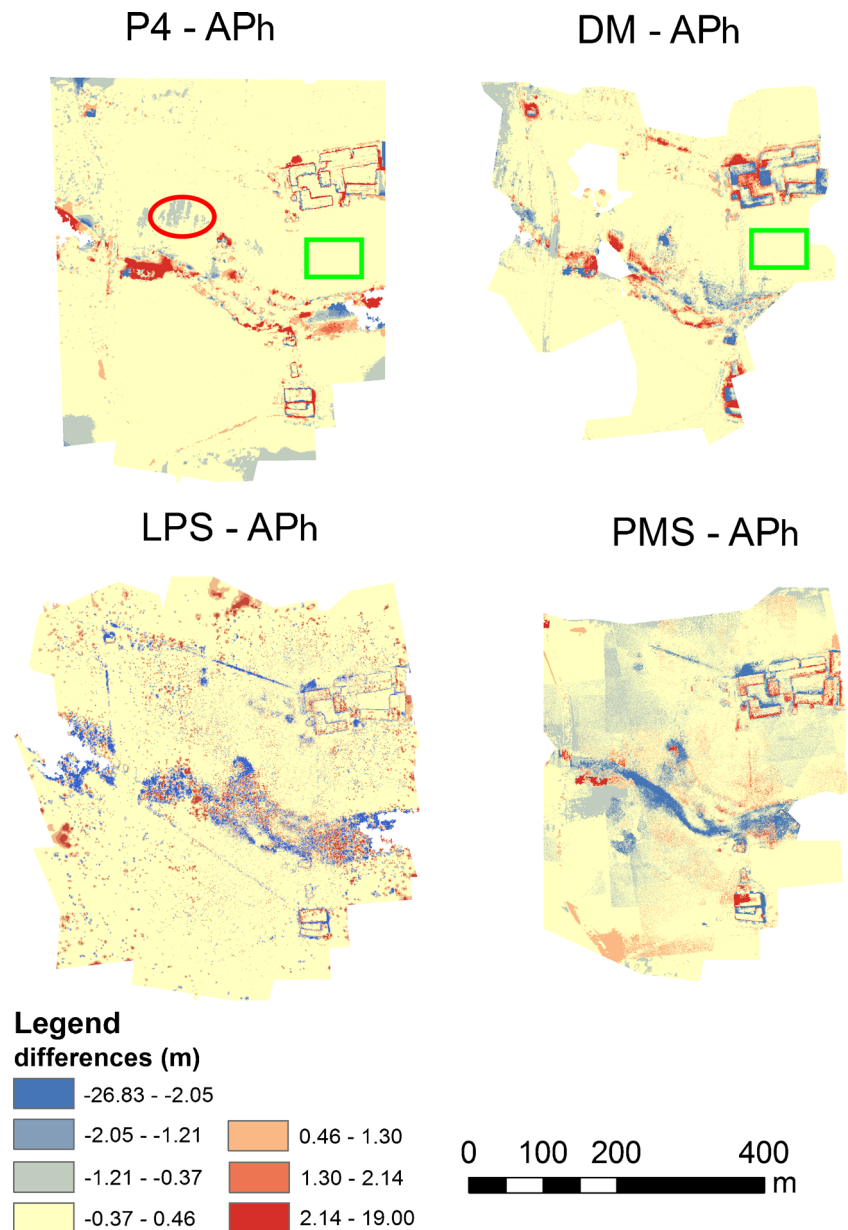 P4 - APh
DM - APh
LPS - APh
PMS - APh
Legend
differences (m)
-26.83 - -2.05
-2.05 - -1.21
-1.21 - -0.37
-0.37 - 0.46
0.46 - 1.30
1.30 - 2.14
2.14 - 19.00
0 100 200 400
m